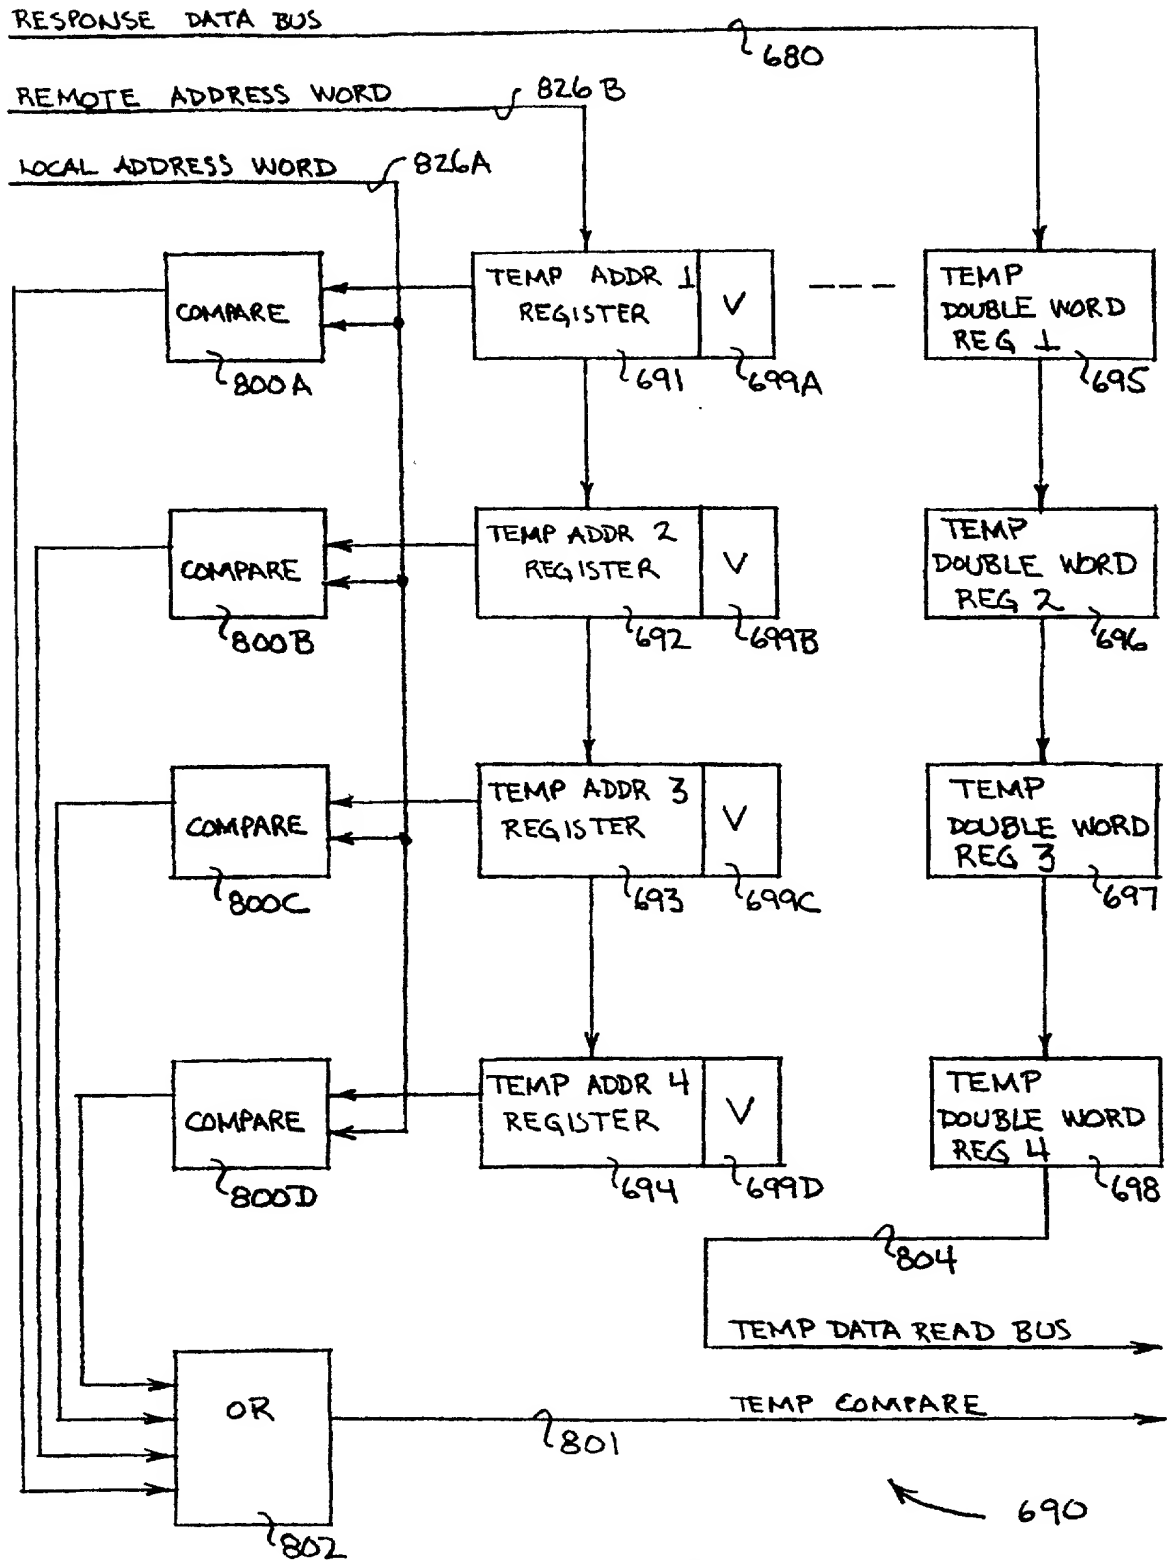 RESPONSE DATA BUS
680
REMOTE ADDRESS WORD
826B
LOCAL ADDRESS WORD
826A
COMPARE
800A
TEMP ADDR 1
REGISTER
691
V
699A
TEMP
DOUBLE WORD
REG 1
695
COMPARE
800B
TEMP ADDR 2
REGISTER
692
V
699B
TEMP
DOUBLE WORD
REG 2
696
COMPARE
800C
TEMP ADDR 3
REGISTER
693
V
699C
TEMP
DOUBLE WORD
REG 3
697
COMPARE
800D
TEMP ADDR 4
REGISTER
694
V
699D
TEMP
DOUBLE WORD
REG 4
698
804
TEMP DATA READ BUS
OR
802
TEMP COMPARE
801
690